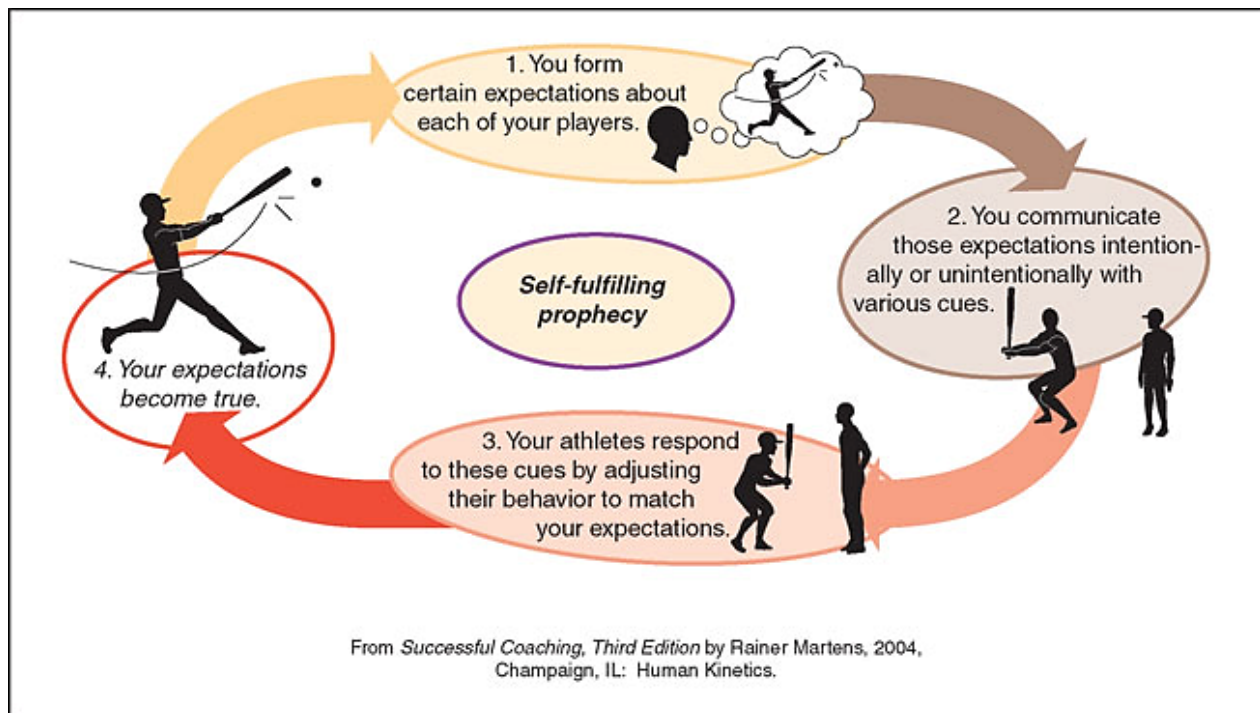 1. You form
certain expectations about
each of your players.
2. You communicate
those expectations intention-
ally or unintentionally with
various cues.
Self-fulfilling
prophecy
3. Your athletes respond
to these cues by adjusting
their behavior to match
your expectations.
4. Your expectations
become true.
From Successful Coaching, Third Edition by Rainer Martens, 2004,
Champaign, IL: Human Kinetics.